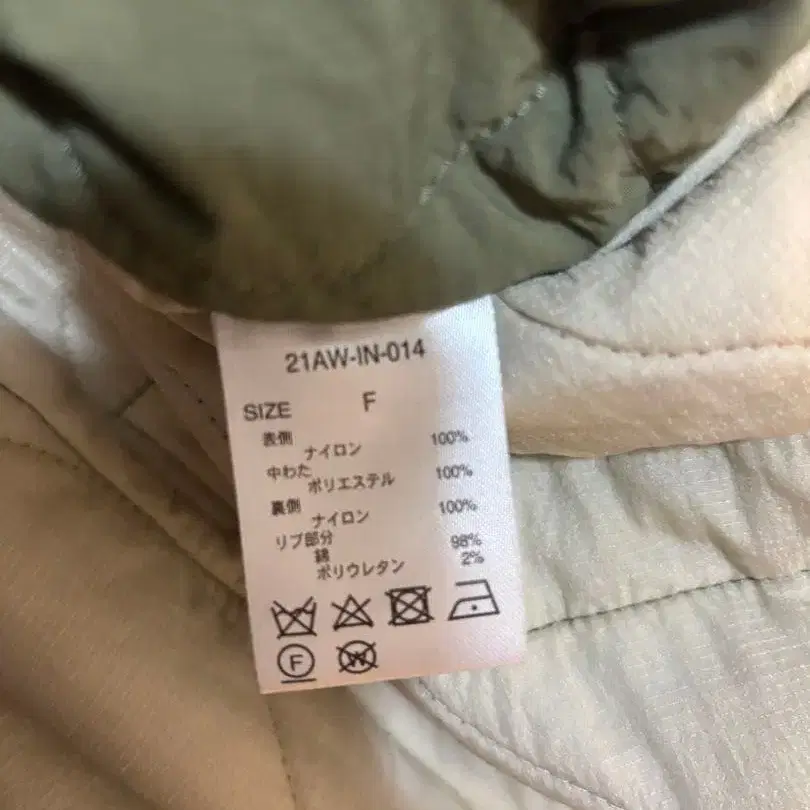 21AW-IN-014
SIZE F
表側
ナイロン 100%
中わた
ポリエステル 100%
裏側
ナイロン 100%
リブ部分
綿 98%
ポリウレタン 2%
F W